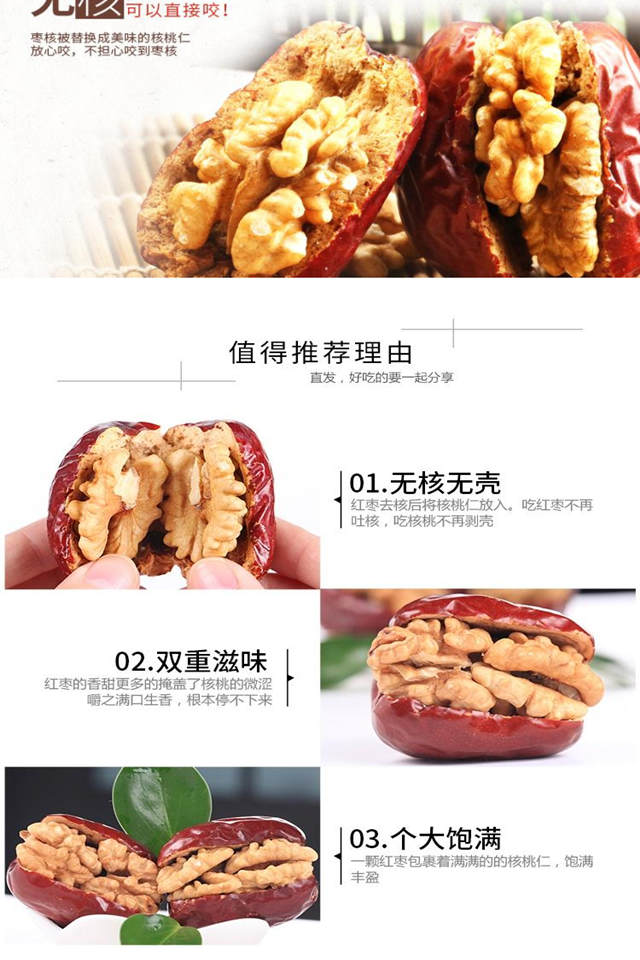 无核可以直接咬！
枣核被替换成美味的核桃仁
放心咬，不担心咬到枣核
值得推荐理由
直发，好吃的要一起分享
01.无核无壳
红枣去核后将核桃仁放入。吃红枣不再
吐核，吃核桃不再剥壳
02.双重滋味
红枣的香甜更多的掩盖了核桃的微涩
嚼之满口生香，根本停不下来
03.个大饱满
一颗红枣包裹着满满的的核桃仁，饱满
丰盈